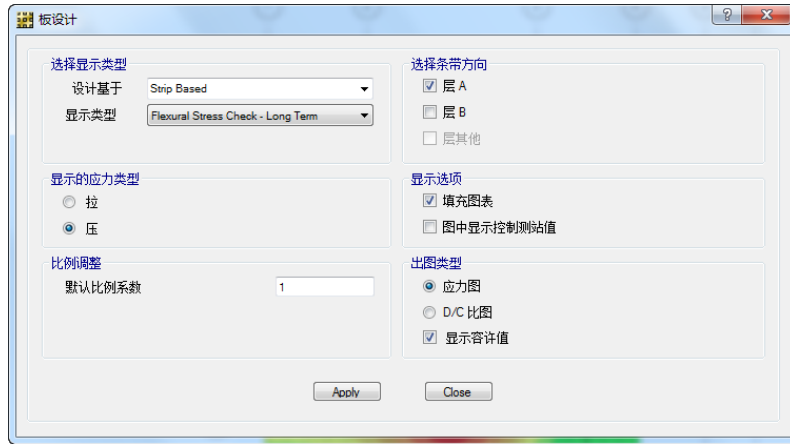 板设计
选择显示类型
设计基于 Strip Based
显示类型 Flexural Stress Check - Long Term
选择条带方向
层 A
层 B
层其他
显示的应力类型
拉
压
显示选项
填充图表
图中显示控制测站值
比例调整
默认比例系数 1
出图类型
应力图
D/C 比图
显示容许值
Apply Close